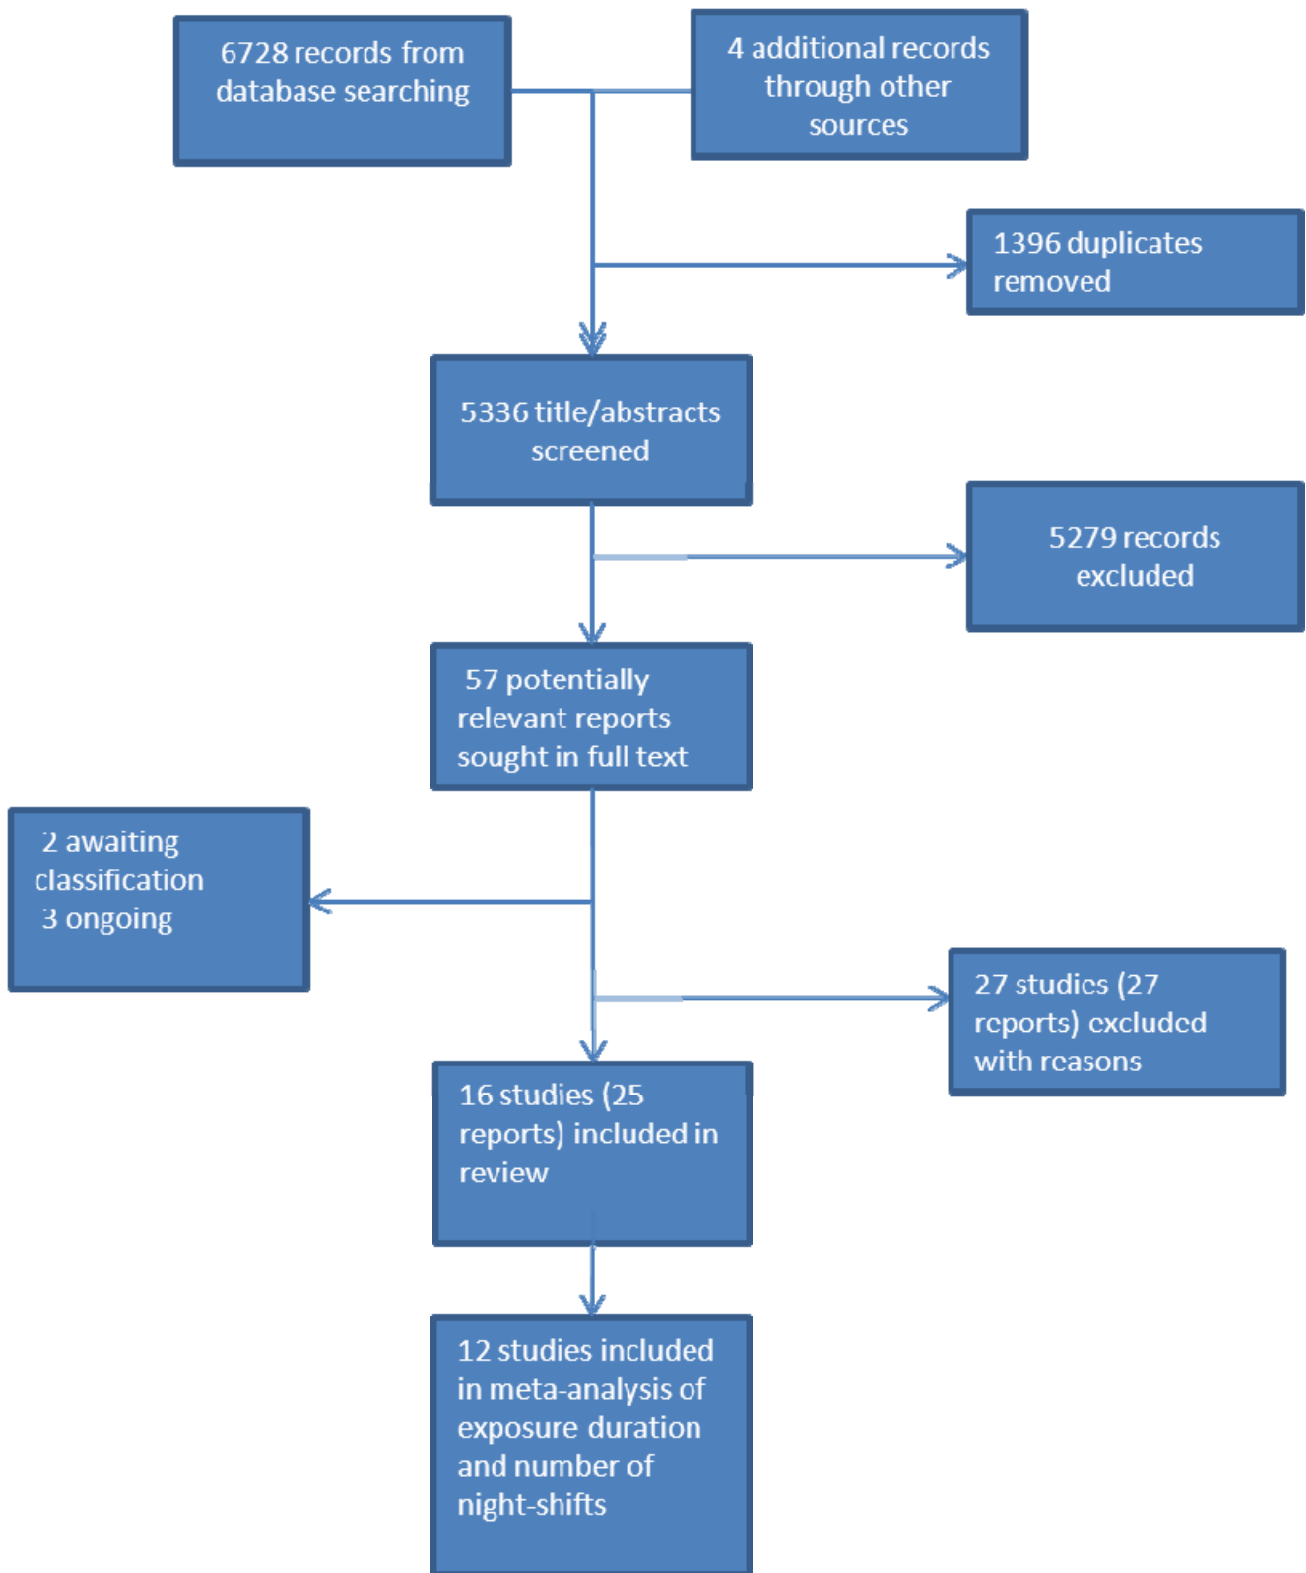 6728 records from
database searching
4 additional records
through other
sources
1396 duplicates
removed
5336 title/abstracts
screened
5279 records
excluded
57 potentially
relevant reports
sought in full text
2 awaiting
classification
3 ongoing
27 studies (27
reports) excluded
with reasons
16 studies (25
reports) included in
review
12 studies included
in meta-analysis of
exposure duration
and number of
night-shifts